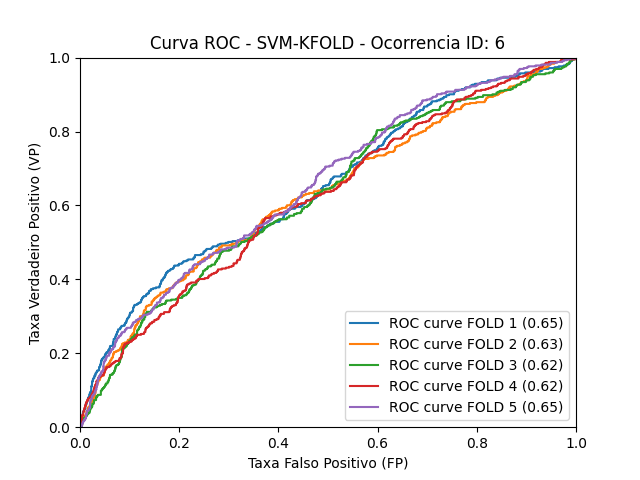 Curva ROC - SVM-KFOLD - Ocorrencia ID: 6
Taxa Verdadeiro Positivo (VP)
1.0
0.8
0.6
0.4
0.2
0.0
ROC curve FOLD 1 (0.65)
ROC curve FOLD 2 (0.63)
ROC curve FOLD 3 (0.62)
ROC curve FOLD 4 (0.62)
ROC curve FOLD 5 (0.65)
0.0 0.2 0.4 0.6 0.8 1.0
Taxa Falso Positivo (FP)